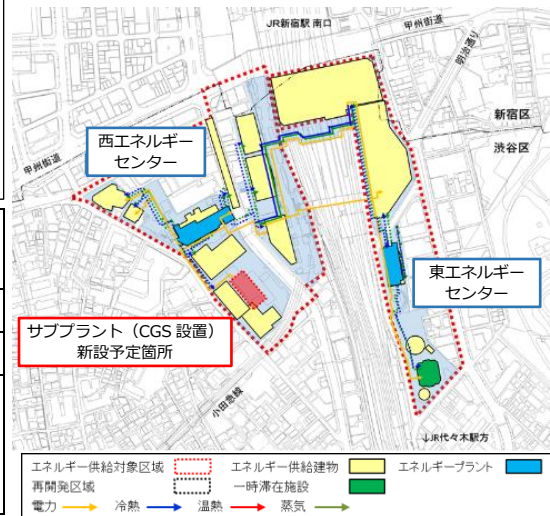 JR新宿駅 南口
甲州街道
明治通り
新宿区
渋谷区
西エネルギー
センター
甲州街道
東エネルギー
センター
サブプラント（CGS 設置）
新設予定箇所
小田急線
↓JR代々木駅方
エネルギー供給対象区域
エネルギー供給建物
エネルギープラント
再開発区域
一時滞在施設
電力
冷熱
温熱
蒸気